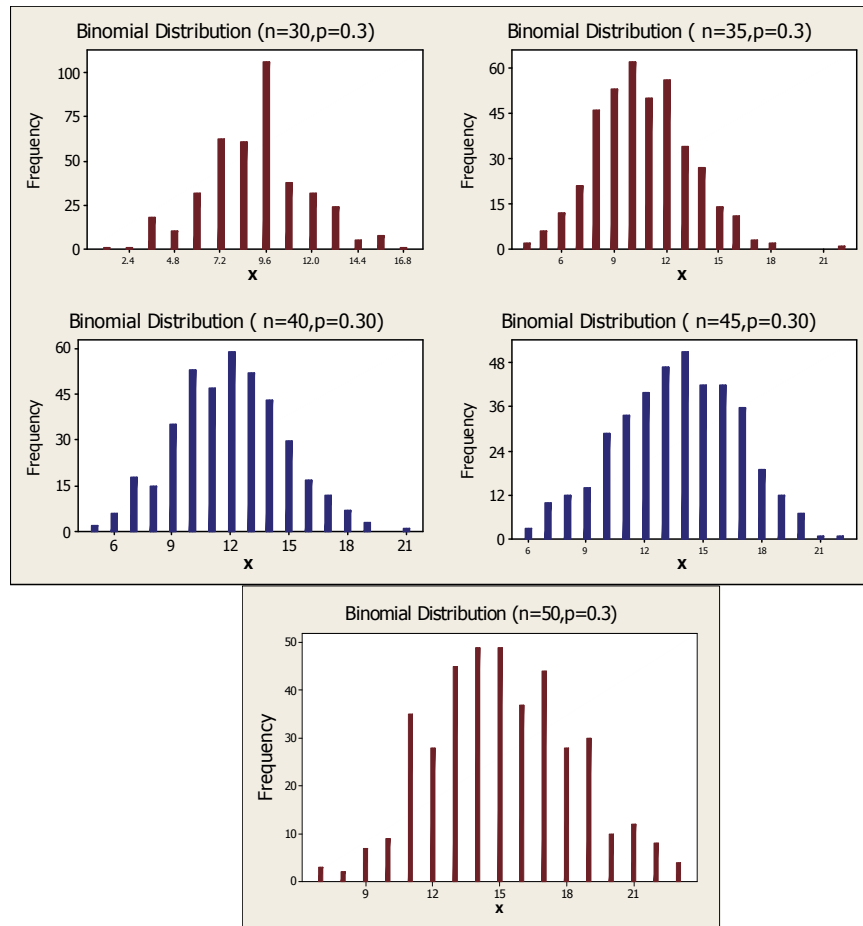 Binomial Distribution (n=30,p=0.3)
100
75
50
25
0
Frequency
2.4 4.8 7.2 9.6 12.0 14.4 16.8
x
Binomial Distribution ( n=35,p=0.3)
60
45
30
15
0
Frequency
6 9 12 15 18 21
x
Binomial Distribution ( n=40,p=0.30)
60
45
30
15
0
Frequency
6 9 12 15 18 21
x
Binomial Distribution ( n=45,p=0.30)
48
36
24
12
0
Frequency
6 9 12 15 18 21
x
Binomial Distribution (n=50,p=0.3)
50
40
30
20
10
0
Frequency
9 12 15 18 21
x